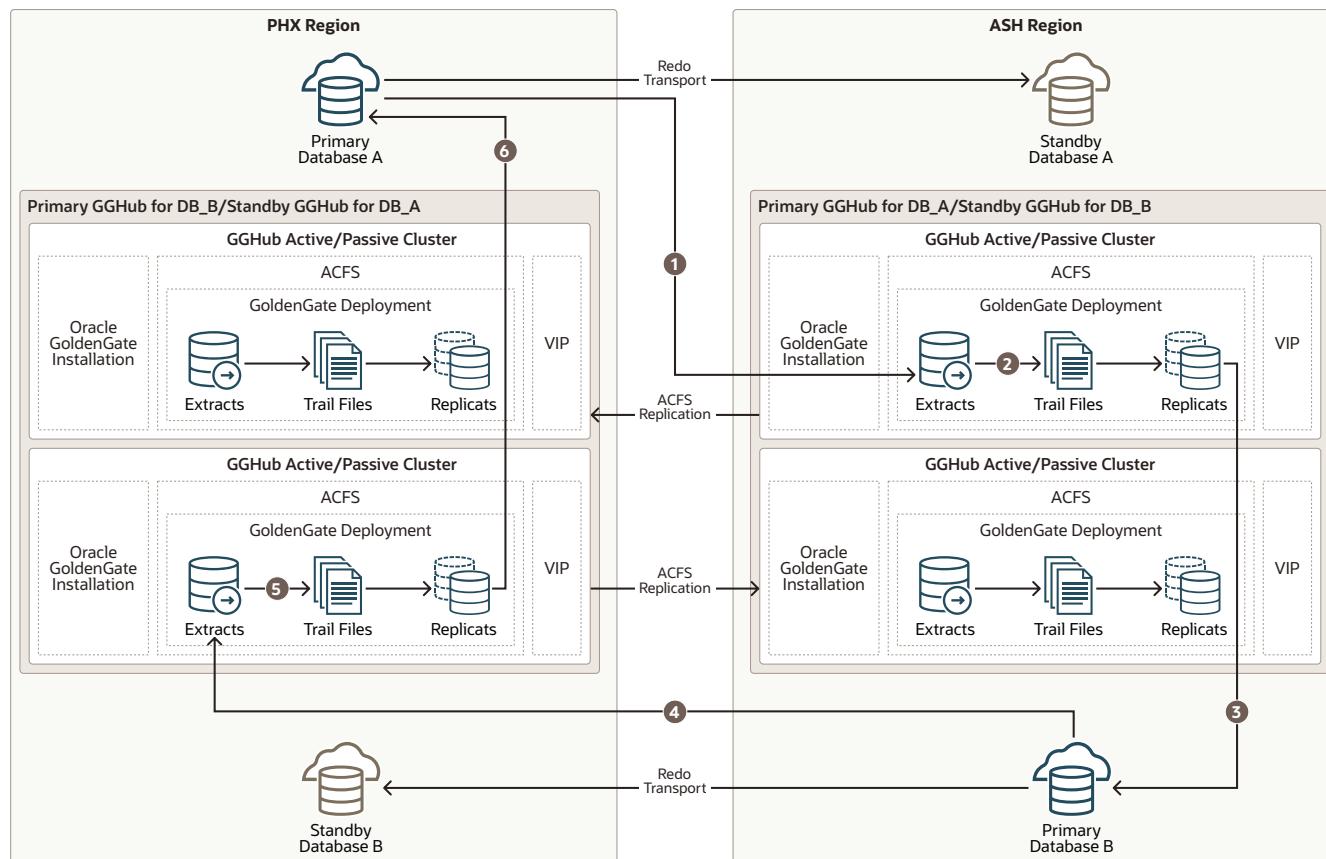 PHX Region
Primary
Database A
Primary GGHub for DB_B/Standby GGHub for DB_A
GGHub Active/Passive Cluster
Oracle
GoldenGate
Installation
ACFS
GoldenGate Deployment
Extracts
Trail Files
Replicats
VIP
GGHub Active/Passive Cluster
Oracle
GoldenGate
Installation
ACFS
GoldenGate Deployment
5
Extracts
Trail Files
Replicats
VIP
6
Standby
Database B
Redo
Transport
1
ACFS
Replication
ACFS
Replication
4
Redo
Transport
ASH Region
Standby
Database A
Primary GGHub for DB_A/Standby GGHub for DB_B
GGHub Active/Passive Cluster
Oracle
GoldenGate
Installation
ACFS
GoldenGate Deployment
2
Extracts
Trail Files
Replicats
VIP
GGHub Active/Passive Cluster
Oracle
GoldenGate
Installation
ACFS
GoldenGate Deployment
Extracts
Trail Files
Replicats
VIP
3
Primary
Database B